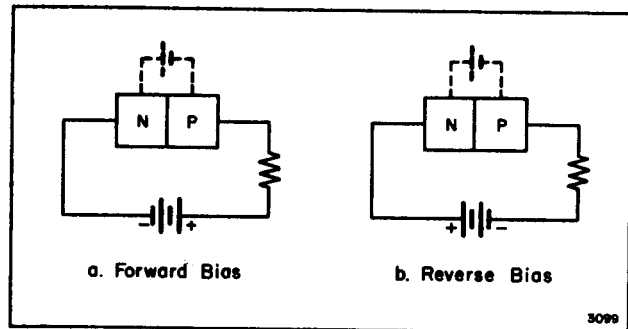 N P
N P
- +
+ -
a. Forward Bias
b. Reverse Bias
3099